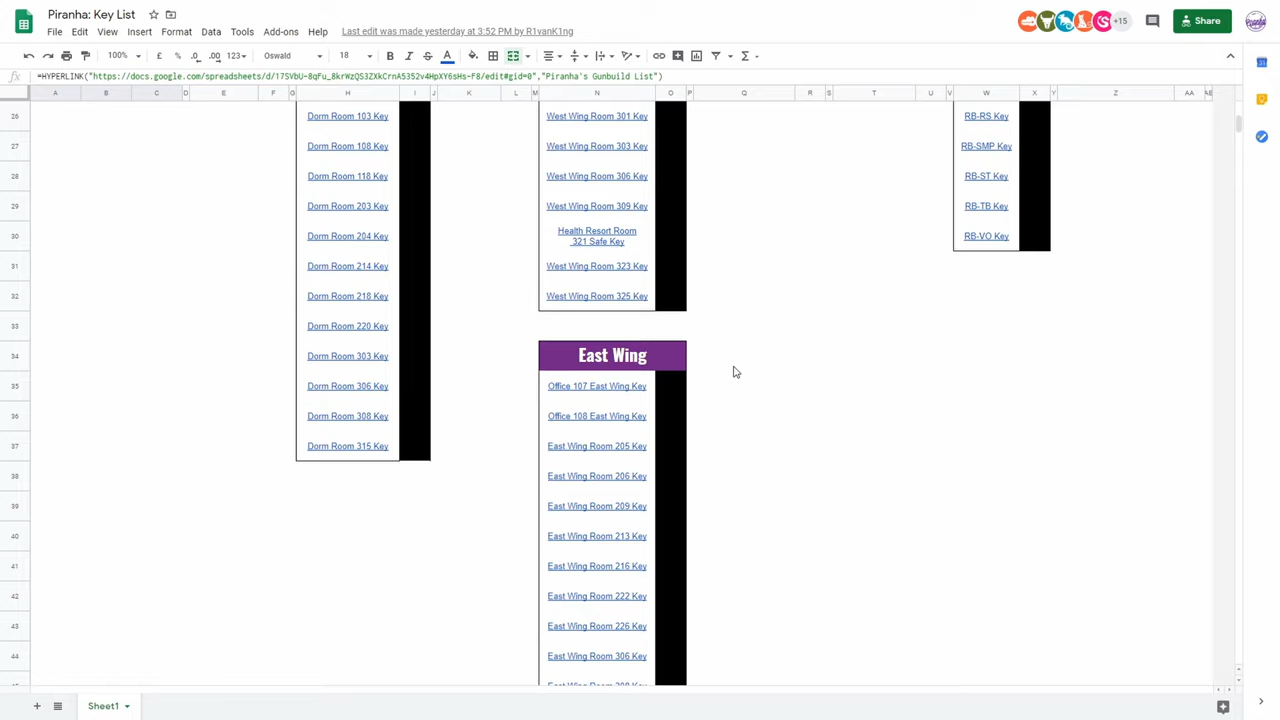 Piranha: Key List
File Edit View Insert Format Data Tools Add-ons Help Last edit was made yesterday at 3:52 PM by R1vanK1ng
+15
Share
100% £ % .0 .00 123 Oswald 18 B I S A
=HYPERLINK("https://docs.google.com/spreadsheets/d/17SVbU-8qFu_8krWzQS3ZXkCrnA5352v4HpXY6sHs-F8/edit#gid=0","Piranha's Gunbuild List")
A B C D E F G H I J K L M N O P Q R S T U V W X Y Z AA AB
26 Dorm Room 103 Key West Wing Room 301 Key RB-RS Key
27 Dorm Room 108 Key West Wing Room 303 Key RB-SMP Key
28 Dorm Room 118 Key West Wing Room 306 Key RB-ST Key
29 Dorm Room 203 Key West Wing Room 309 Key RB-TB Key
30 Dorm Room 204 Key Health Resort Room
321 Safe Key RB-VO Key
31 Dorm Room 214 Key West Wing Room 323 Key
32 Dorm Room 218 Key West Wing Room 325 Key
33 Dorm Room 220 Key
34 Dorm Room 303 Key East Wing
35 Dorm Room 306 Key Office 107 East Wing Key
36 Dorm Room 308 Key Office 108 East Wing Key
37 Dorm Room 315 Key East Wing Room 205 Key
38 East Wing Room 206 Key
39 East Wing Room 209 Key
40 East Wing Room 213 Key
41 East Wing Room 216 Key
42 East Wing Room 222 Key
43 East Wing Room 226 Key
44 East Wing Room 306 Key
Sheet1